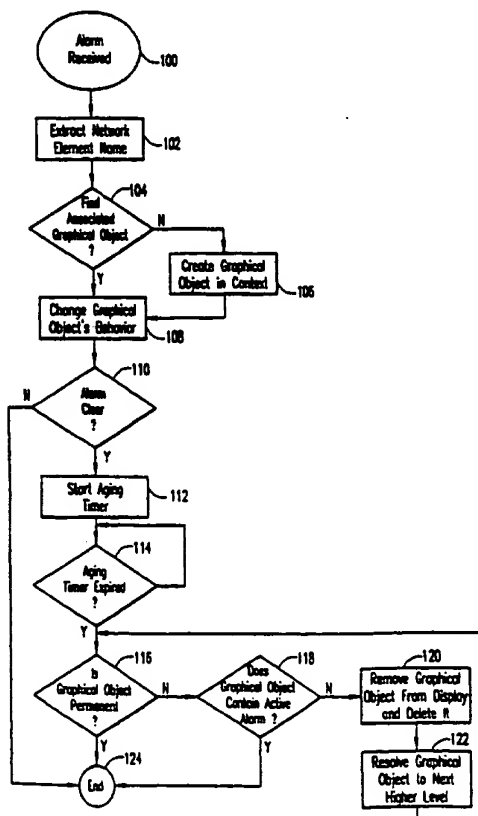 Alarm
Received
100
Extract Network
Element Name
102
104
Find
Associated
Graphical Object
?
N
Y
Create Graphical
Object in Context
106
Change Graphical
Object's Behavior
108
110
N
Alarm
Clear
?
Y
Start Aging
Timer
112
114
Aging
Timer Expired
?
Y
116
Is
Graphical Object
Permanent
?
N
Y
118
Does
Graphical Object
Contain Active
Alarm ?
N
Y
120
Remove Graphical
Object From Display
and Delete It
122
Resolve Graphical
Object to Next
Higher Level
124
End